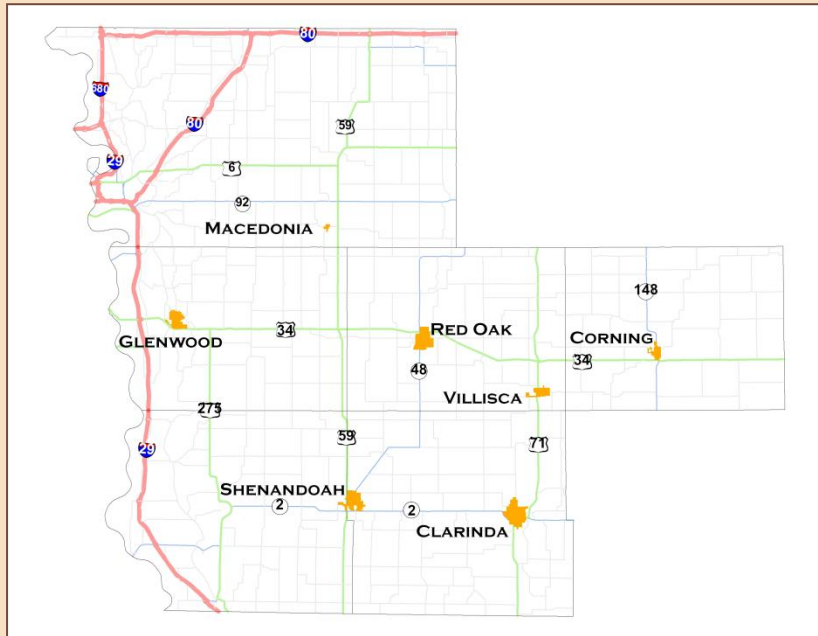 80
680
80
59
29
6
92
MACEDONIA
148
GLENWOOD
34
RED OAK
CORNING
34
48
VILLISCA
275
59
71
29
SHENANDOAH
2
2
CLARINDA